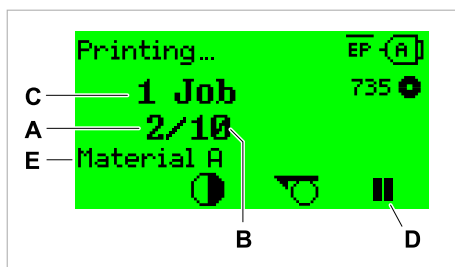 Printing... EP A
C 1 Job 735
A 2/10
E Material A
B D